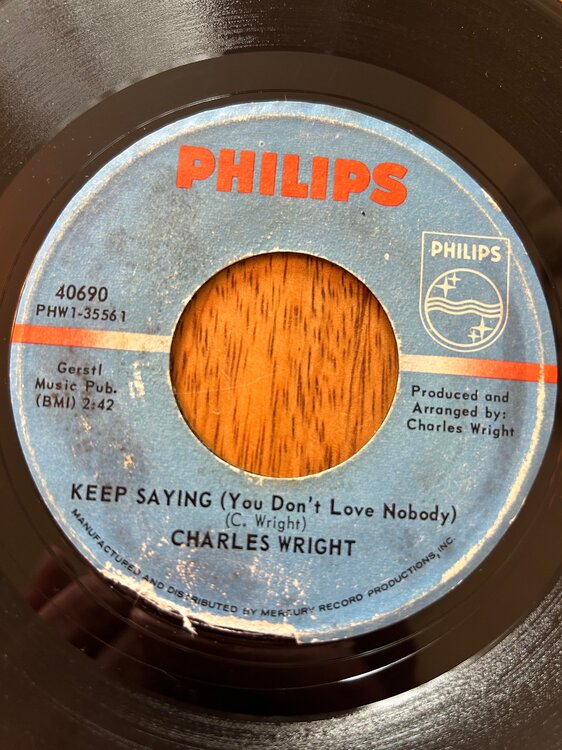 PHILIPS
PHILIPS
40690
PHW1-35561
Gerstl
Music Pub.
(BMI) 2:42
Produced and
Arranged by:
Charles Wright
KEEP SAYING (You Don't Love Nobody)
(C. Wright)
CHARLES WRIGHT
MANUFACTURED AND DISTRIBUTED BY MERCURY RECORD PRODUCTIONS, INC.